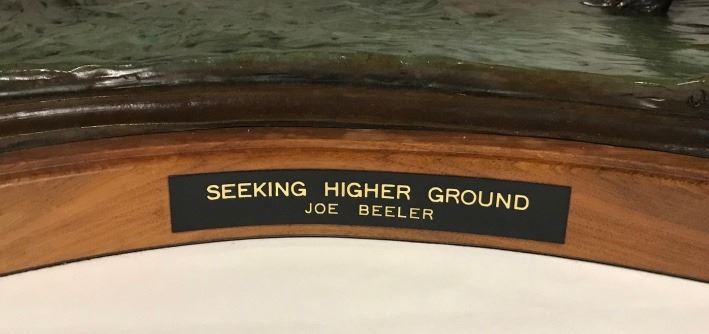 SEEKING HIGHER GROUND
JOE BEELER